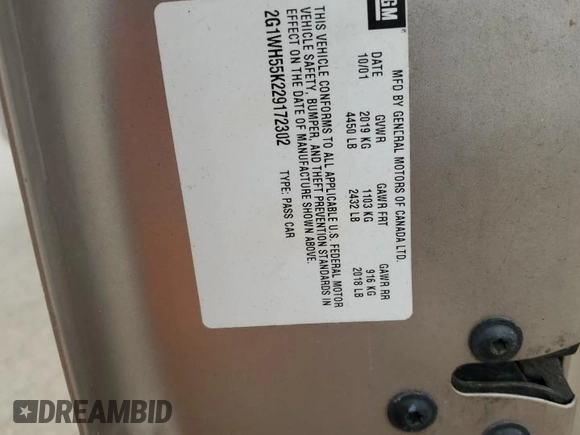 GM
MFD BY GENERAL MOTORS OF CANADA LTD.
DATE GVWR GAWR FRT GAWR RR
10/01 2019 KG 1103 KG 916 KG
4450 LB 2432 LB 2018 LB
THIS VEHICLE CONFORMS TO ALL APPLICABLE U.S. FEDERAL MOTOR
VEHICLE SAFETY, BUMPER, AND THEFT PREVENTION STANDARDS IN
EFFECT ON THE DATE OF MANUFACTURE SHOWN ABOVE.
2G1WH55K229172302 TYPE: PASS CAR
DREAMBID